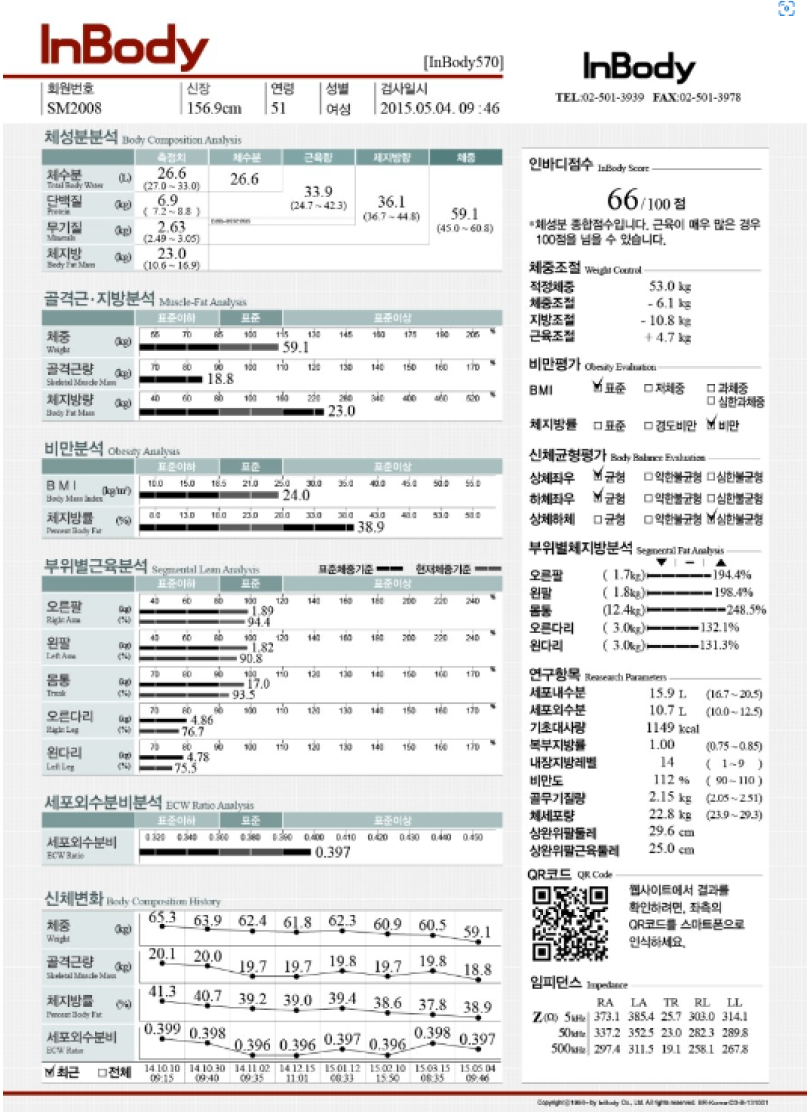 InBody
[InBody570]
회원번호 신장 연령 성별 검사일시
SM2008 156.9cm 51 여성 2015.05.04. 09:46
InBody
TEL:02-501-3939 FAX:02-501-3978
체성분분석 Body Composition Analysis
측정치 체수분 근육량 제지방량 체중
체수분 Total Body Water (L) 26.6 (27.0 ~ 33.0) 26.6 33.9 (24.7 ~ 42.3) 36.1 (36.7 ~ 44.8) 59.1 (45.0 ~ 60.8)
단백질 Protein (kg) 6.9 ( 7.2 ~ 8.8 )
무기질 Minerals (kg) 2.63 (2.49 ~ 3.05)
체지방 Body Fat Mass (kg) 23.0 (10.6 ~ 16.9)
골격근·지방분석 Muscle-Fat Analysis
표준이하 표준 표준이상
체중 Weight (kg) 55 70 85 100 115 130 145 160 175 190 205 %
59.1
골격근량 Skeletal Muscle Mass (kg) 70 80 90 100 110 120 130 140 150 160 170 %
18.8
체지방량 Body Fat Mass (kg) 40 60 80 100 160 220 280 340 400 460 520 %
23.0
비만분석 Obesity Analysis
표준이하 표준 표준이상
BMI Body Mass Index (kg/m²) 10.0 15.0 18.5 21.0 25.0 30.0 35.0 40.0 45.0 50.0 55.0
24.0
체지방률 Percent Body Fat (%) 8.0 13.0 18.0 23.0 28.0 33.0 38.0 43.0 48.0 53.0 58.0
38.9
부위별근육분석 Segmental Lean Analysis 표준체중기준 현재체중기준
표준이하 표준 표준이상
오른팔 Right Arm (kg) (%) 40 60 80 100 120 140 160 180 200 220 240 %
1.89
94.4
왼팔 Left Arm (kg) (%) 40 60 80 100 120 140 160 180 200 220 240 %
1.82
90.8
몸통 Trunk (kg) (%) 70 80 90 100 110 120 130 140 150 160 170 %
17.0
93.5
오른다리 Right Leg (kg) (%) 70 80 90 100 110 120 130 140 150 160 170 %
4.86
76.7
왼다리 Left Leg (kg) (%) 70 80 90 100 110 120 130 140 150 160 170 %
4.78
75.5
세포외수분비분석 ECW Ratio Analysis
표준이하 표준 표준이상
세포외수분비 ECW Ratio 0.320 0.340 0.360 0.380 0.390 0.400 0.410 0.420 0.430 0.440 0.450
0.397
신체변화 Body Composition History
체중 Weight (kg) 65.3 63.9 62.4 61.8 62.3 60.9 60.5 59.1
골격근량 Skeletal Muscle Mass (kg) 20.1 20.0 19.7 19.7 19.8 19.7 19.8 18.8
체지방률 Percent Body Fat (%) 41.3 40.7 39.2 39.0 39.4 38.6 37.8 38.9
세포외수분비 ECW Ratio 0.399 0.398 0.396 0.396 0.397 0.396 0.398 0.397
최근 전체 14.10.10 14.10.30 14.11.02 14.12.15 15.01.12 15.02.10 15.03.15 15.05.04
09:15 09:40 09:35 11:01 08:33 15:50 08:35 09:46
인바디점수 InBody Score
66/100 점
*체성분 종합점수입니다. 근육이 매우 많은 경우
100점을 넘을 수 있습니다.
체중조절 Weight Control
적정체중 53.0 kg
체중조절 - 6.1 kg
지방조절 - 10.8 kg
근육조절 + 4.7 kg
비만평가 Obesity Evaluation
BMI 표준 저체중 과체중
심한과체중
체지방률 표준 경도비만 비만
신체균형평가 Body Balance Evaluation
상체좌우 균형 약한불균형 심한불균형
하체좌우 균형 약한불균형 심한불균형
상체하체 균형 약한불균형 심한불균형
부위별체지방분석 Segmental Fat Analysis
오른팔 ( 1.7kg) 194.4%
왼팔 ( 1.8kg) 198.4%
몸통 (12.4kg) 248.5%
오른다리 ( 3.0kg) 132.1%
왼다리 ( 3.0kg) 131.3%
연구항목 Reasearch Parameters
세포내수분 15.9 L (16.7 ~ 20.5)
세포외수분 10.7 L (10.0 ~ 12.5)
기초대사량 1149 kcal
복부지방률 1.00 (0.75 ~ 0.85)
내장지방레벨 14 ( 1 ~ 9 )
비만도 112 % ( 90 ~ 110 )
골무기질량 2.15 kg (2.05 ~ 2.51)
체세포량 22.8 kg (23.9 ~ 29.3)
상완위팔둘레 29.6 cm
상완위팔근육둘레 25.0 cm
QR코드 QR Code
웹사이트에서 결과를
확인하려면, 좌측의
QR코드를 스마트폰으로
인식하세요.
임피던스 Impedance
RA LA TR RL LL
Z(Ω) 5kHz 373.1 385.4 25.7 303.0 314.1
50kHz 337.2 352.5 23.0 282.3 289.8
500kHz 297.4 311.5 19.1 258.1 267.8